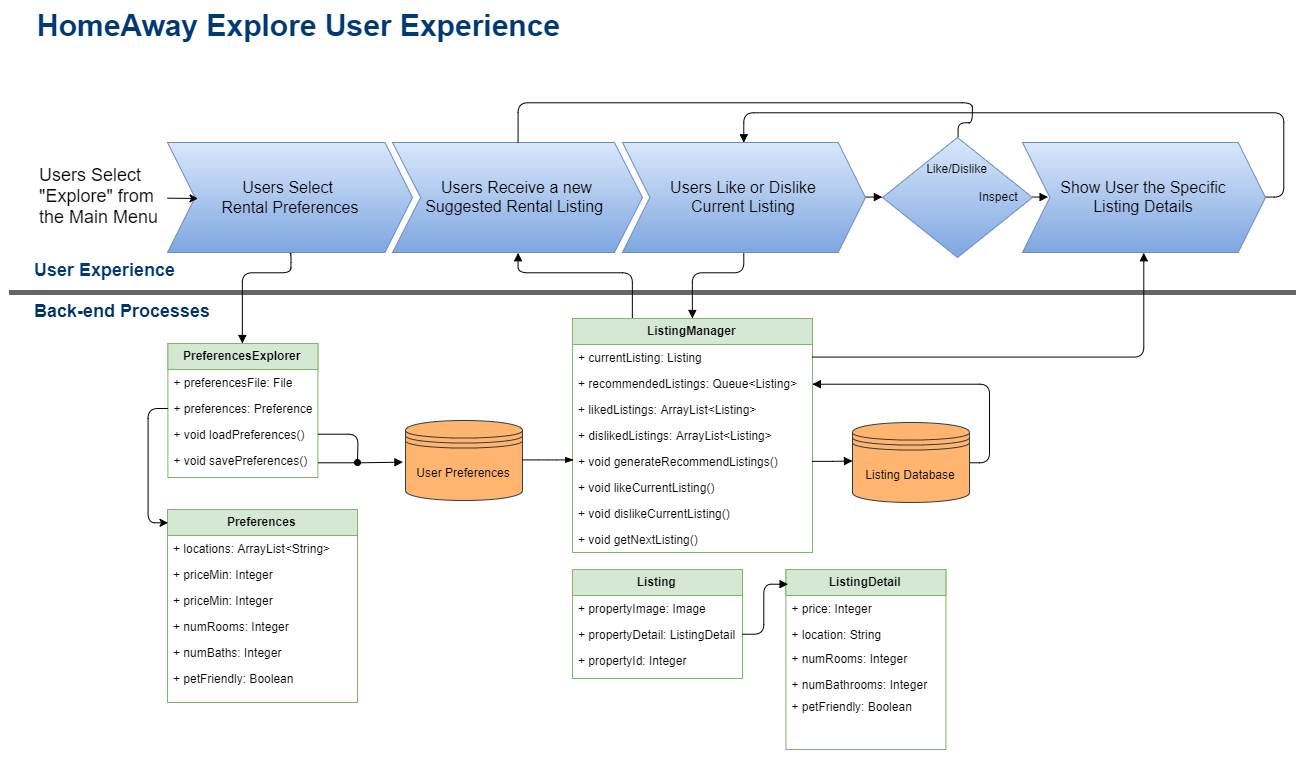 HomeAway Explore User Experience
Users Select
"Explore" from
the Main Menu
Users Select
Rental Preferences
Users Receive a new
Suggested Rental Listing
Users Like or Dislike
Current Listing
Like/Dislike
Inspect
Show User the Specific
Listing Details
User Experience
Back-end Processes
PreferencesExplorer
+ preferencesFile: File
+ preferences: Preference
+ void loadPreferences()
+ void savePreferences()
User Preferences
ListingManager
+ currentListing: Listing
+ recommendedListings: Queue<Listing>
+ likedListings: ArrayList<Listing>
+ dislikedListings: ArrayList<Listing>
+ void generateRecommendListings()
+ void likeCurrentListing()
+ void dislikeCurrentListing()
+ void getNextListing()
Listing Database
Preferences
+ locations: ArrayList<String>
+ priceMin: Integer
+ priceMin: Integer
+ numRooms: Integer
+ numBaths: Integer
+ petFriendly: Boolean
Listing
+ propertyImage: Image
+ propertyDetail: ListingDetail
+ propertyId: Integer
ListingDetail
+ price: Integer
+ location: String
+ numRooms: Integer
+ numBathrooms: Integer
+ petFriendly: Boolean